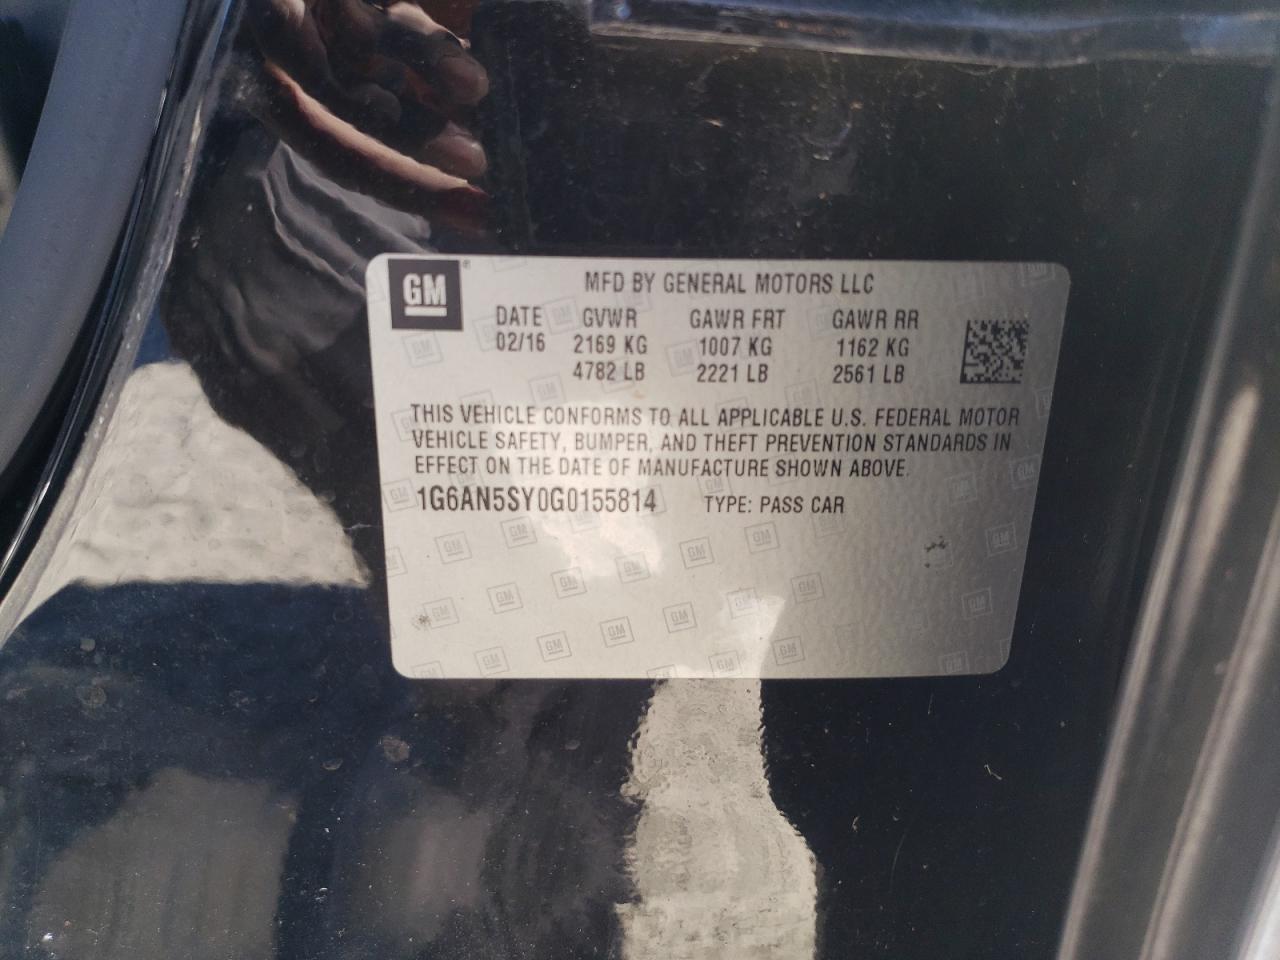 GM®
MFD BY GENERAL MOTORS LLC
DATE GVWR GAWR FRT GAWR RR
02/16 2169 KG 1007 KG 1162 KG
4782 LB 2221 LB 2561 LB
THIS VEHICLE CONFORMS TO ALL APPLICABLE U.S. FEDERAL MOTOR
VEHICLE SAFETY, BUMPER, AND THEFT PREVENTION STANDARDS IN
EFFECT ON THE DATE OF MANUFACTURE SHOWN ABOVE.
1G6AN5SY0G0155814 TYPE: PASS CAR